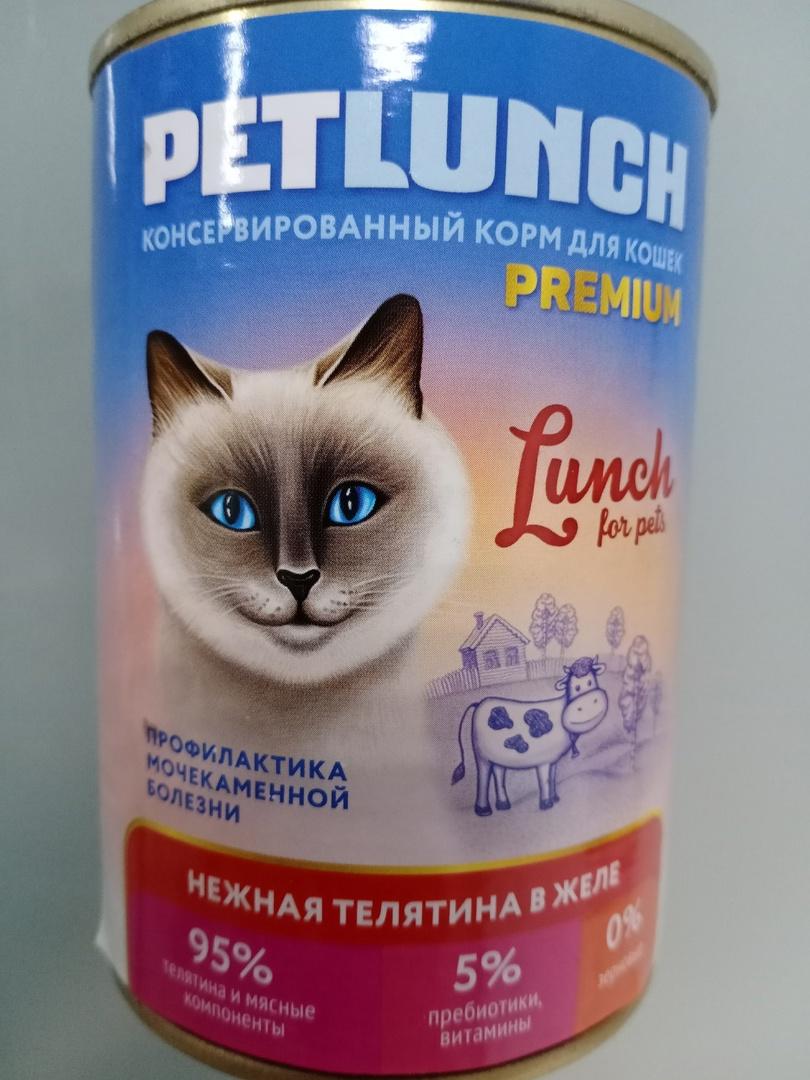 PETLUNCH
КОНСЕРВИРОВАННЫЙ КОРМ ДЛЯ КОШЕК
PREMIUM
Lunch
for pets
ПРОФИЛАКТИКА
МОЧЕКАМЕННОЙ
БОЛЕЗНИ
НЕЖНАЯ ТЕЛЯТИНА В ЖЕЛЕ
95%
телятина и мясные
компоненты
5%
пребиотики,
витамины
0%